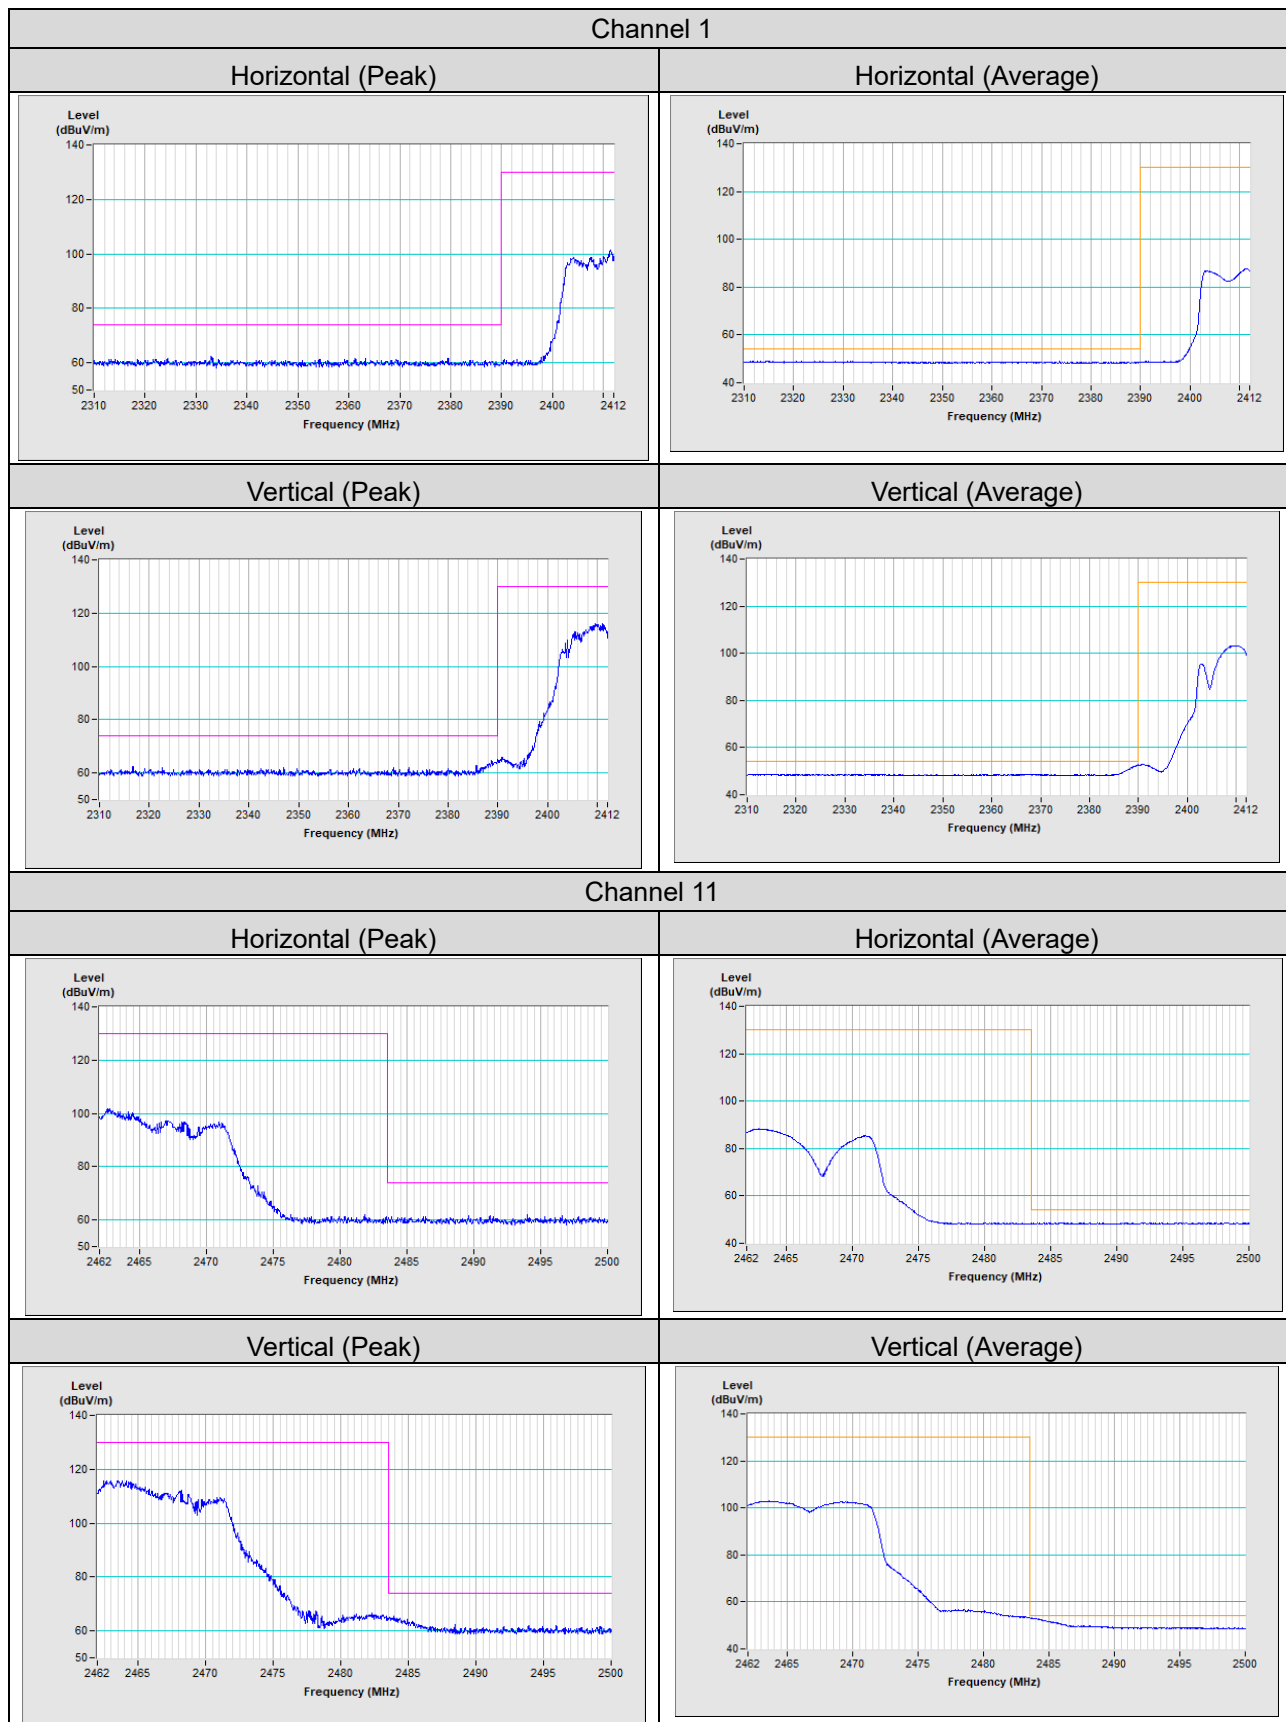 Channel 1
Horizontal (Peak)
Horizontal (Average)
Level
(dBuV/m)
140
120
100
80
60
50
2310 2320 2330 2340 2350 2360 2370 2380 2390 2400 2412
Frequency (MHz)
Level
(dBuV/m)
140
120
100
80
60
40
2310 2320 2330 2340 2350 2360 2370 2380 2390 2400 2412
Frequency (MHz)
Vertical (Peak)
Vertical (Average)
Level
(dBuV/m)
140
120
100
80
60
50
2310 2320 2330 2340 2350 2360 2370 2380 2390 2400 2412
Frequency (MHz)
Level
(dBuV/m)
140
120
100
80
60
40
2310 2320 2330 2340 2350 2360 2370 2380 2390 2400 2412
Frequency (MHz)
Channel 11
Horizontal (Peak)
Horizontal (Average)
Level
(dBuV/m)
140
120
100
80
60
50
2462 2465 2470 2475 2480 2485 2490 2495 2500
Frequency (MHz)
Level
(dBuV/m)
140
120
100
80
60
40
2462 2465 2470 2475 2480 2485 2490 2495 2500
Frequency (MHz)
Vertical (Peak)
Vertical (Average)
Level
(dBuV/m)
140
120
100
80
60
50
2462 2465 2470 2475 2480 2485 2490 2495 2500
Frequency (MHz)
Level
(dBuV/m)
140
120
100
80
60
40
2462 2465 2470 2475 2480 2485 2490 2495 2500
Frequency (MHz)